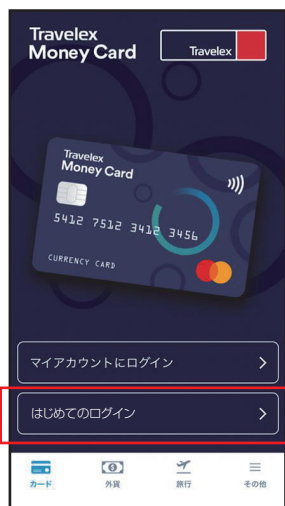 Travelex
Money Card
Travelex
Travelex
Money Card
5412 7512 3412 3456
CURRENCY CARD
マイアカウントにログイン
はじめてのログイン
カード
外貨
旅行
その他